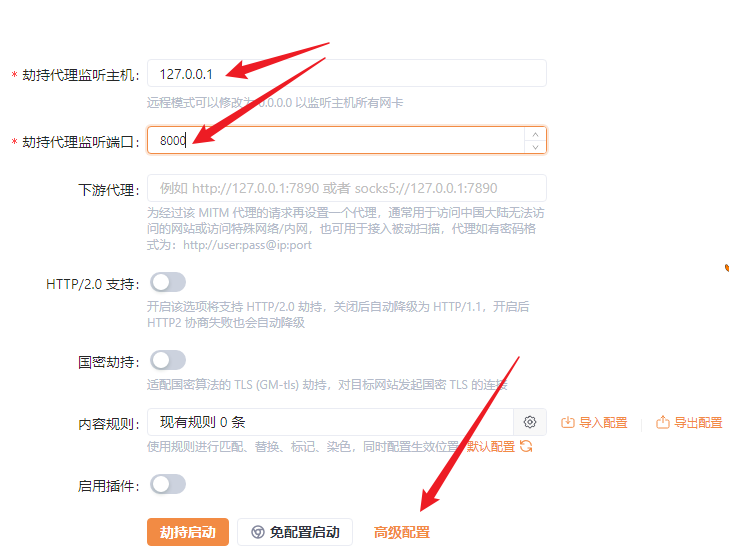 * 劫持代理监听主机: 127.0.0.1
远程模式可以修改为 0.0.0.0 以监听主机所有网卡
* 劫持代理监听端口: 8000
下游代理: 例如 http://127.0.0.1:7890 或者 socks5://127.0.0.1:7890
为经过该 MITM 代理的请求再设置一个代理，通常用于访问中国大陆无法访
问的网站或访问特殊网络/内网，也可用于接入被动扫描，代理如有密码格
式为：http://user:pass@ip:port
HTTP/2.0 支持:
开启该选项将支持 HTTP/2.0 劫持，关闭后自动降级为 HTTP/1.1，开启后
HTTP2 协商失败也会自动降级
国密劫持:
适配国密算法的 TLS (GM-tls) 劫持，对目标网站发起国密 TLS 的连接
内容规则: 现有规则 0 条 导入配置 导出配置
使用规则进行匹配、替换、标记、染色，同时配置生效位置 默认配置
启用插件:
劫持启动 免配置启动 高级配置